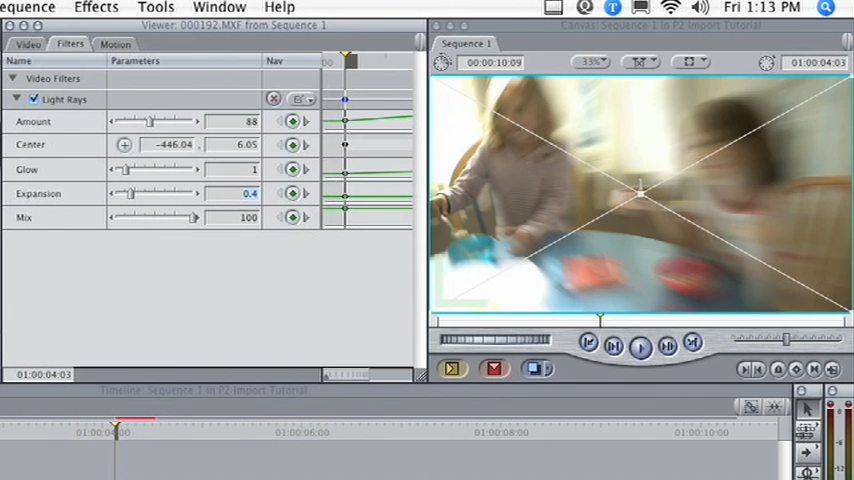 equence Effects Tools Window Help Fri 1:13 PM
Viewer: 000192.MXF from Sequence 1
Canvas: Sequence 1 in P2 Import Tutorial
Video Filters Motion
Sequence 1
Name Parameters Nav
00:00:10:09 33% 01:00:04:03
Video Filters
Light Rays
Amount 88
Center -446.04 , 6.05
Glow 1
Expansion 0.4
Mix 100
01:00:04:03
Timeline: Sequence 1 in P2 Import Tutorial
01:00:04:00 01:00:06:00 01:00:08:00 01:00:10:00
0
-6
-12